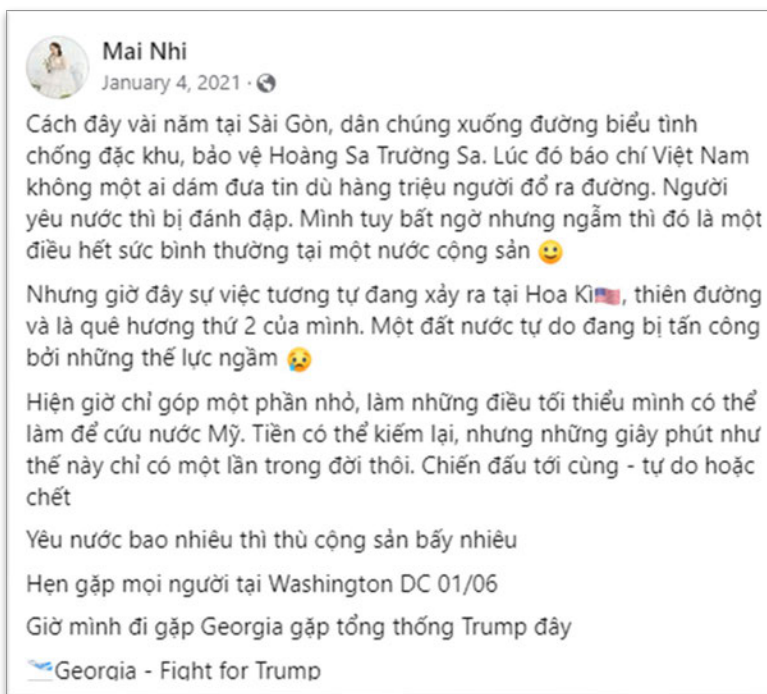 Mai Nhi
January 4, 2021 ·
Cách đây vài năm tại Sài Gòn, dân chúng xuống đường biểu tình
chống đặc khu, bảo vệ Hoàng Sa Trường Sa. Lúc đó báo chí Việt Nam
không một ai dám đưa tin dù hàng triệu người đổ ra đường. Người
yêu nước thì bị đánh đập. Mình tuy bất ngờ nhưng ngẫm thì đó là một
điều hết sức bình thường tại một nước cộng sản 🙂
Nhưng giờ đây sự việc tương tự đang xảy ra tại Hoa Kì🇺🇸, thiên đường
và là quê hương thứ 2 của mình. Một đất nước tự do đang bị tấn công
bởi những thế lực ngầm 😥
Hiện giờ chỉ góp một phần nhỏ, làm những điều tối thiểu mình có thể
làm để cứu nước Mỹ. Tiền có thể kiếm lại, nhưng những giây phút như
thế này chỉ có một lần trong đời thôi. Chiến đấu tới cùng - tự do hoặc
chết
Yêu nước bao nhiêu thì thù cộng sản bấy nhiêu
Hẹn gặp mọi người tại Washington DC 01/06
Giờ mình đi gặp Georgia gặp tổng thống Trump đây
🛫Georgia - Fight for Trump